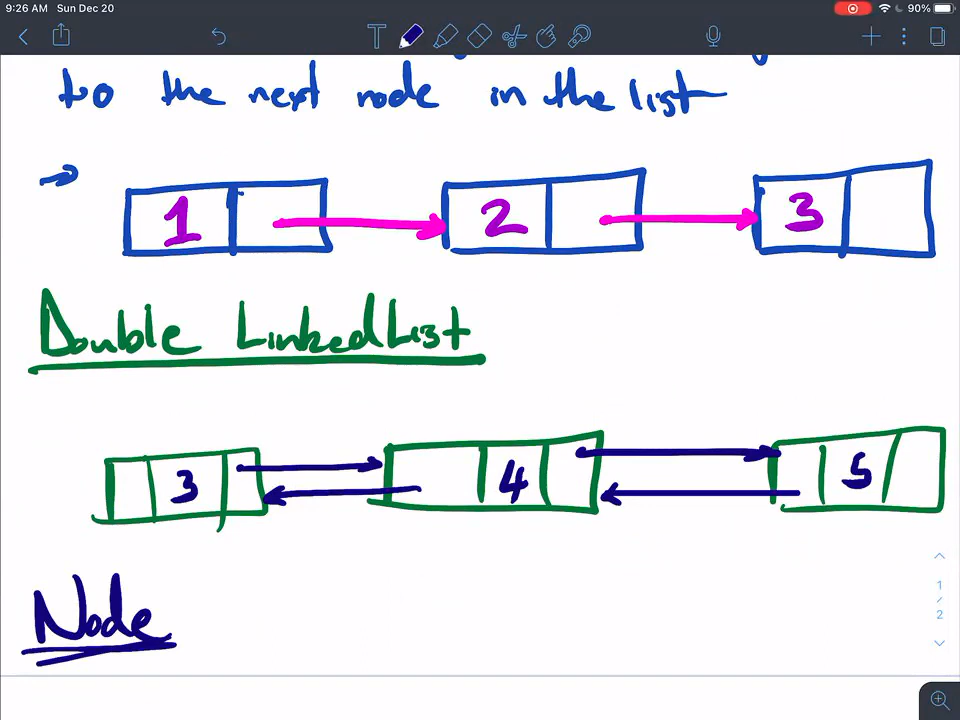 9:26 AM Sun Dec 20 90%
to the next node in the list
1 2 3
Double LinkedList
3 4 5
Node
1
/
2